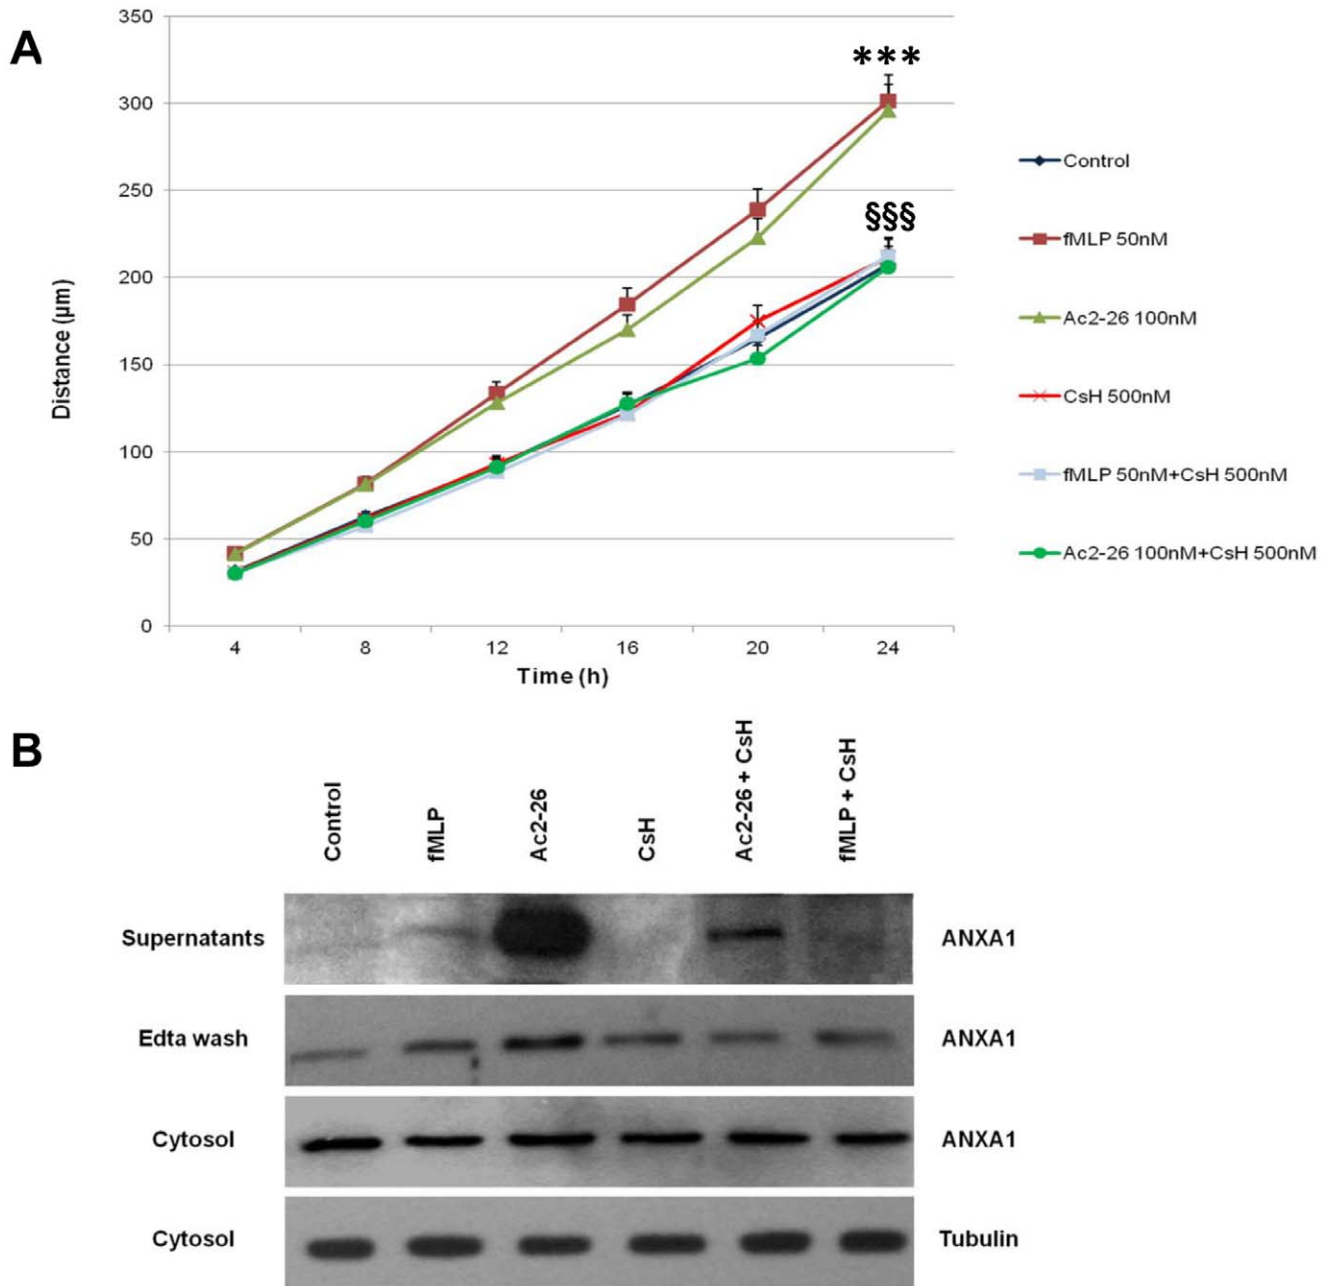 A
350
300
250
200
150
100
50
0
Distance (µm)
4 8 12 16 20 24
Time (h)
***
§§§
Control
fMLP 50nM
Ac2-26 100nM
CsH 500nM
fMLP 50nM+CsH 500nM
Ac2-26 100nM+CsH 500nM
B
Control fMLP Ac2-26 CsH Ac2-26 + CsH fMLP + CsH
Supernatants ANXA1
Edta wash ANXA1
Cytosol ANXA1
Cytosol Tubulin